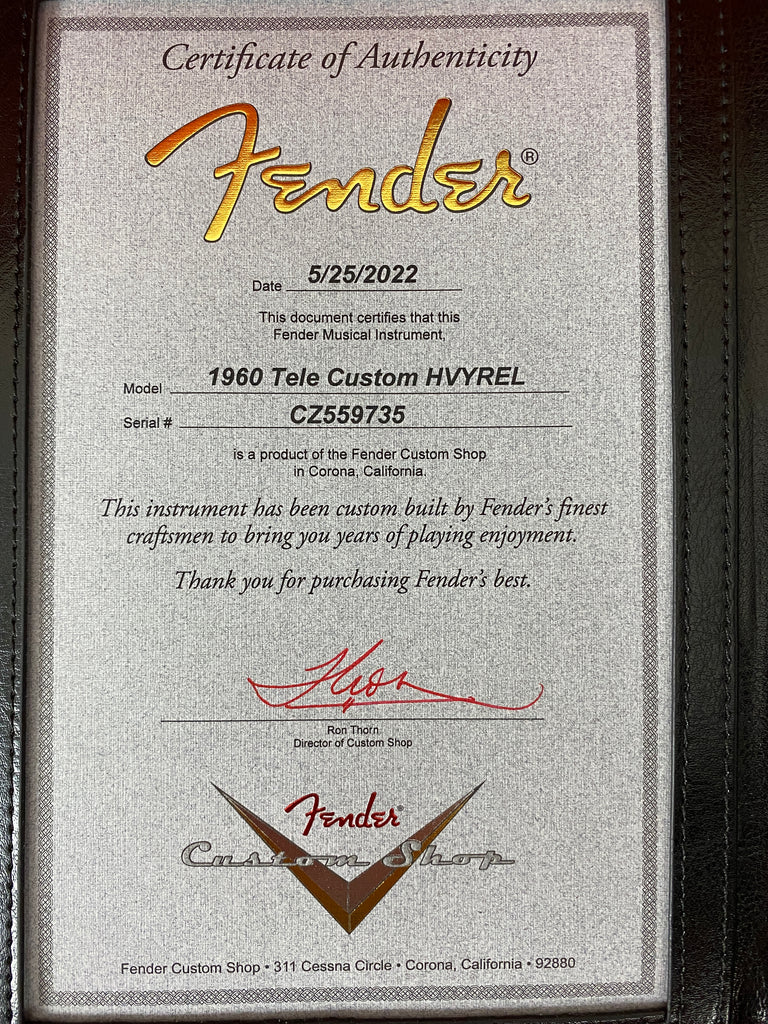 Certificate of Authenticity
Fender®
Date 5/25/2022
This document certifies that this
Fender Musical Instrument,
Model 1960 Tele Custom HVYREL
Serial # CZ559735
is a product of the Fender Custom Shop
in Corona, California.
This instrument has been custom built by Fender's finest
craftsmen to bring you years of playing enjoyment.
Thank you for purchasing Fender's best.
Ron Thorn
Director of Custom Shop
Fender®
Custom Shop
Fender Custom Shop • 311 Cessna Circle • Corona, California • 92880